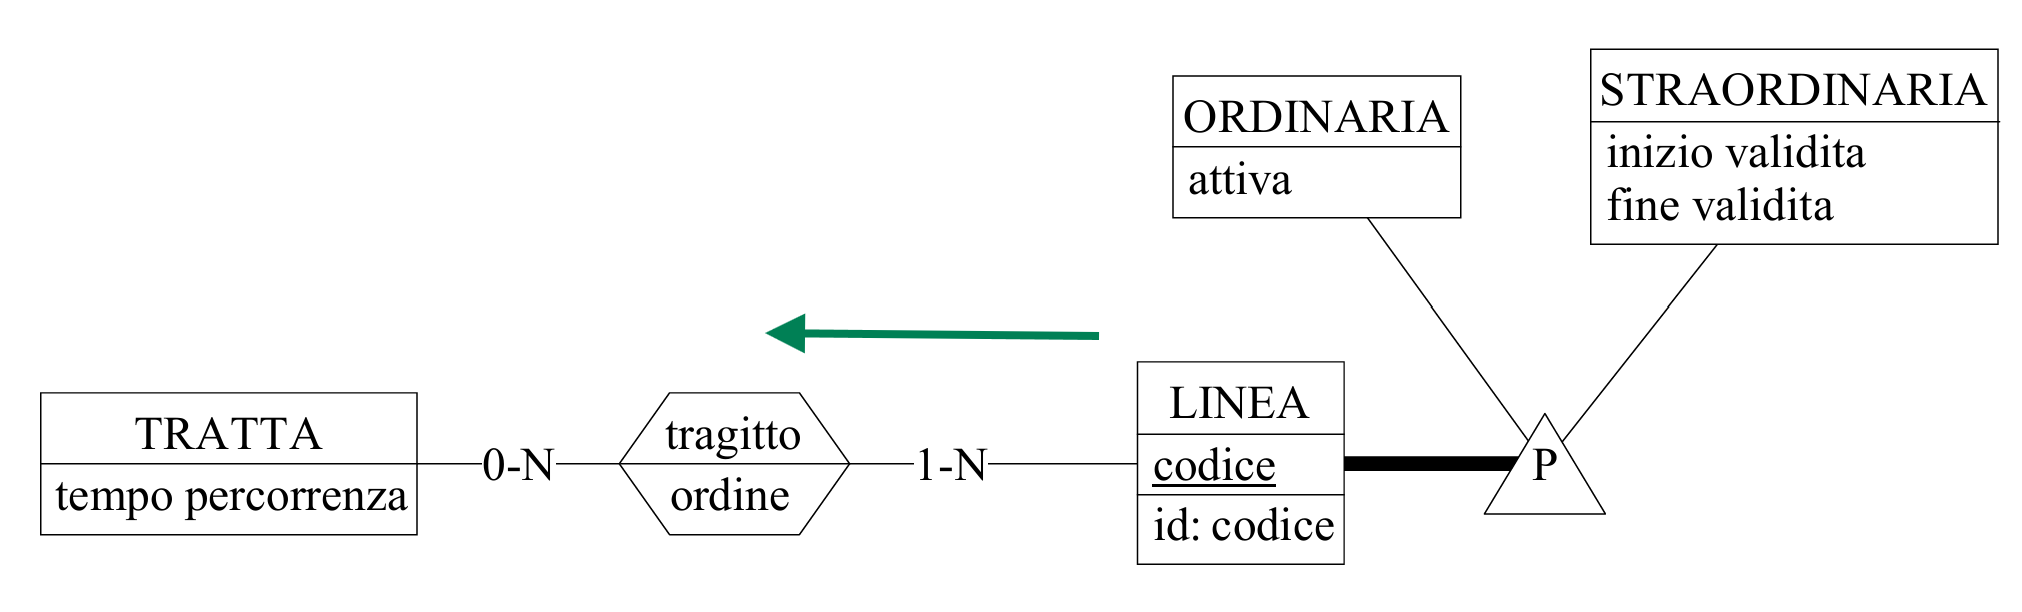 ORDINARIA
attiva
STRAORDINARIA
inizio validita
fine validita
TRATTA
tempo percorrenza
0-N
tragitto
ordine
1-N
LINEA
codice
id: codice
P